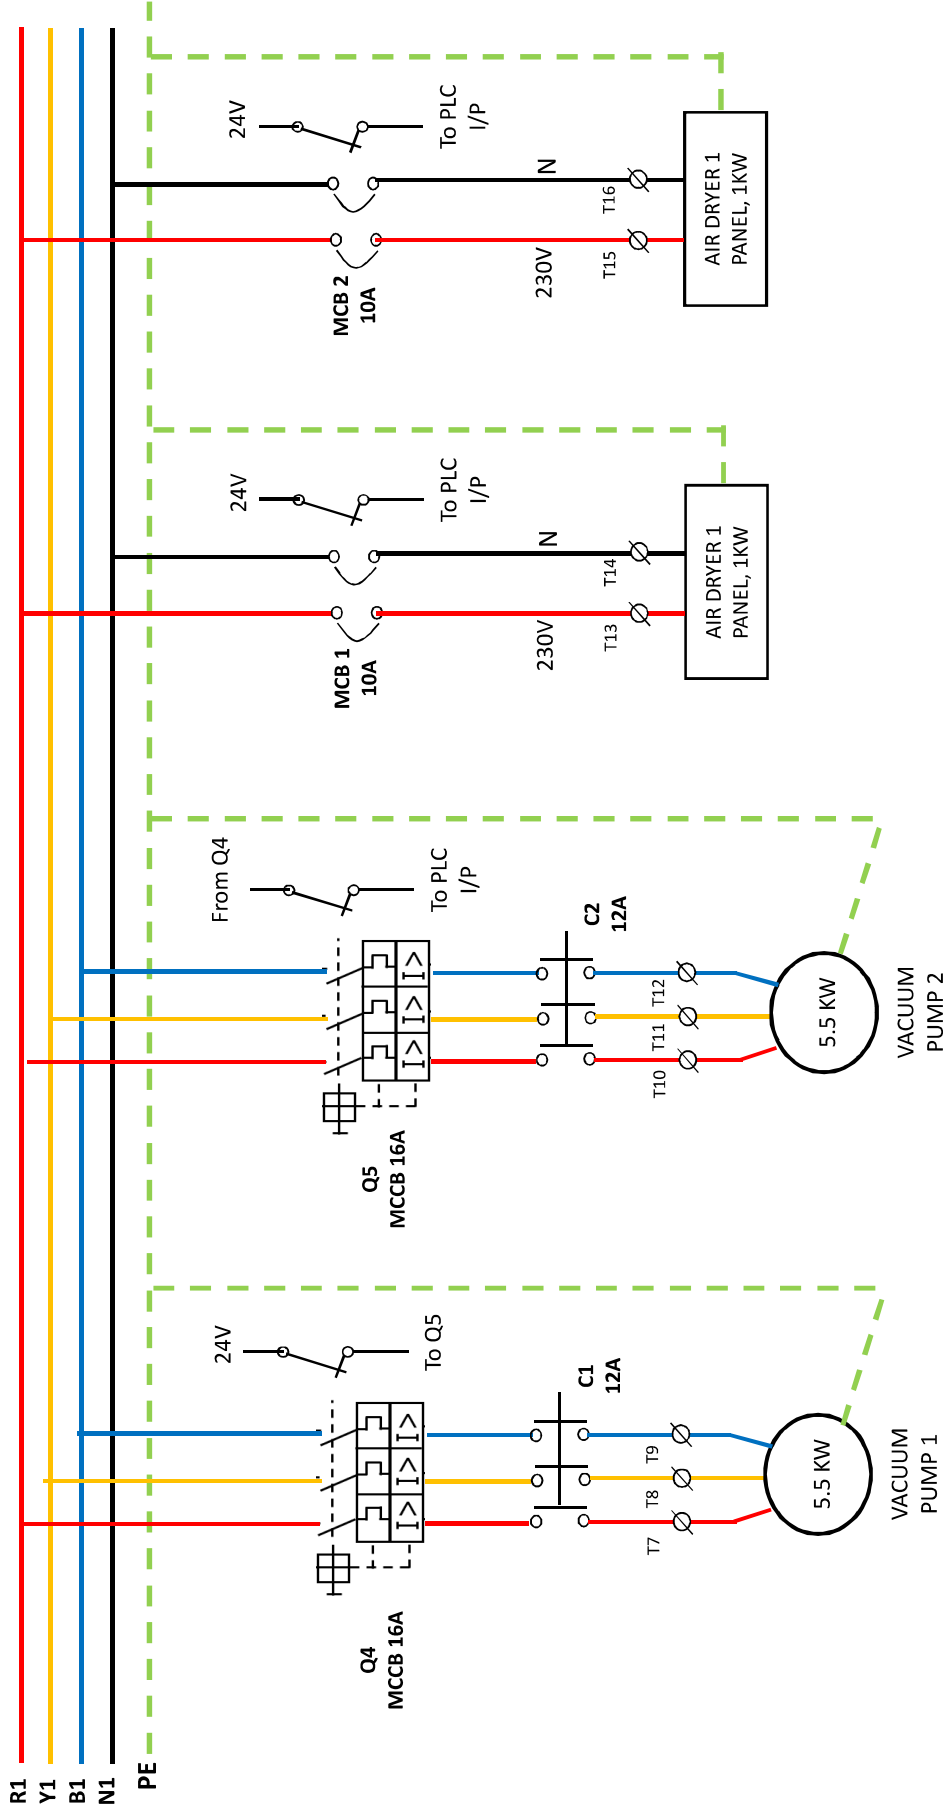 R1
Y1
B1
N1
PE
24V
To Q5
Q4
MCCB 16A
C1
12A
T7
T8
T9
5.5 KW
VACUUM
PUMP 1
From Q4
To PLC
I/P
Q5
MCCB 16A
C2
12A
T10
T11
T12
5.5 KW
VACUUM
PUMP 2
24V
To PLC
I/P
MCB 1
10A
230V
N
T13
T14
AIR DRYER 1
PANEL, 1KW
24V
To PLC
I/P
MCB 2
10A
230V
N
T15
T16
AIR DRYER 1
PANEL, 1KW